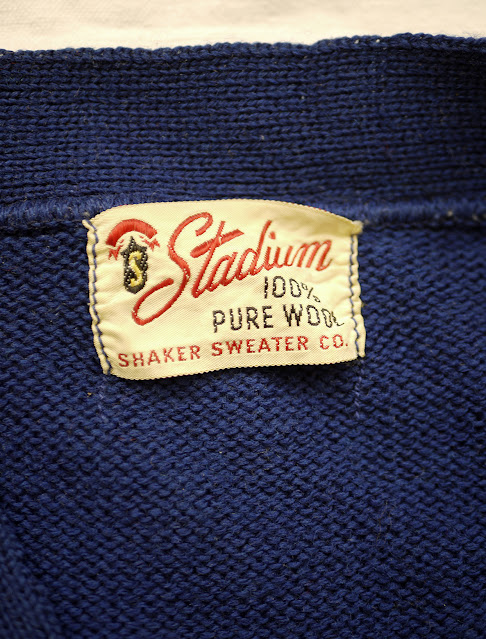 S
Stadium
100%
PURE WOOL
SHAKER SWEATER CO.